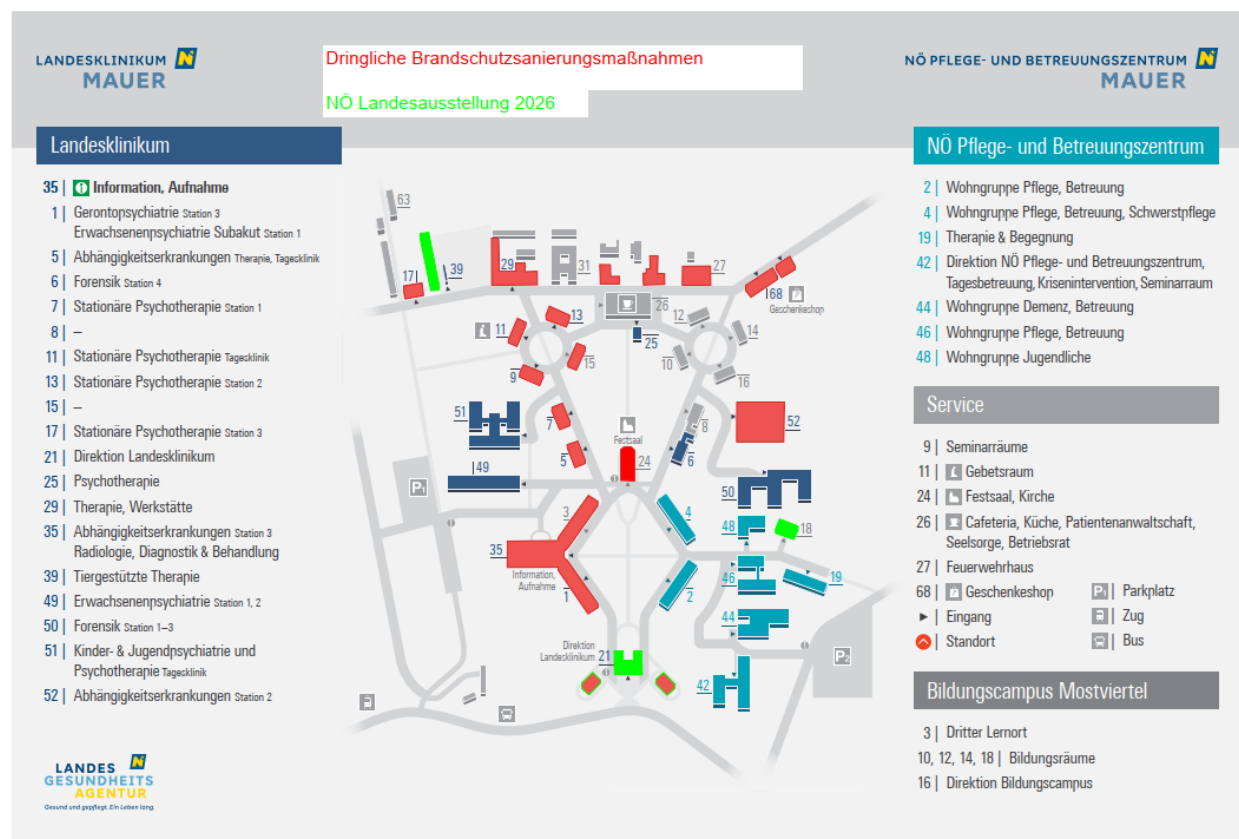 LANDESKLINIKUM N
MAUER
Dringliche Brandschutzsanierungsmaßnahmen
NÖ Landesausstellung 2026
NÖ PFLEGE- UND BETREUUNGSZENTRUM N
MAUER
Landesklinikum
35 | i Information, Aufnahme
1 | Gerontopsychiatrie Station 3
Erwachsenenpsychiatrie Subakut Station 1
5 | Abhängigkeitserkrankungen Therapie, Tagesklinik
6 | Forensik Station 4
7 | Stationäre Psychotherapie Station 1
8 | –
11 | Stationäre Psychotherapie Tagesklinik
13 | Stationäre Psychotherapie Station 2
15 | –
17 | Stationäre Psychotherapie Station 3
21 | Direktion Landesklinikum
25 | Psychotherapie
29 | Therapie, Werkstätte
35 | Abhängigkeitserkrankungen Station 3
Radiologie, Diagnostik & Behandlung
39 | Tiergestützte Therapie
49 | Erwachsenenpsychiatrie Station 1, 2
50 | Forensik Station 1–3
51 | Kinder- & Jugendpsychiatrie und
Psychotherapie Tagesklinik
52 | Abhängigkeitserkrankungen Station 2
LANDES N
GESUNDHEITS
AGENTUR
Gesund und gepflegt. Ein Leben lang.
63
17
39
29
31
27
68
Geschenkeshop
26
13
i 11
12
14
25
15
10
9
16
51
7
Festsaal
8
52
49
5
24
6
P1
50
3
4
48
18
35
Information,
Aufnahme
46
19
1
2
44
Direktion
Landesklinikum 21
P2
42
NÖ Pflege- und Betreuungszentrum
2 | Wohngruppe Pflege, Betreuung
4 | Wohngruppe Pflege, Betreuung, Schwerstpflege
19 | Therapie & Begegnung
42 | Direktion NÖ Pflege- und Betreuungszentrum,
Tagesbetreuung, Krisenintervention, Seminarraum
44 | Wohngruppe Demenz, Betreuung
46 | Wohngruppe Pflege, Betreuung
48 | Wohngruppe Jugendliche
Service
9 | Seminarräume
11 | Gebetsraum
24 | Festsaal, Kirche
26 | Cafeteria, Küche, Patientenanwaltschaft,
Seelsorge, Betriebsrat
27 | Feuerwehrhaus
68 | Geschenkeshop
P1 | Parkplatz
► | Eingang
| Zug
| Standort
| Bus
Bildungscampus Mostviertel
3 | Dritter Lernort
10, 12, 14, 18 | Bildungsräume
16 | Direktion Bildungscampus